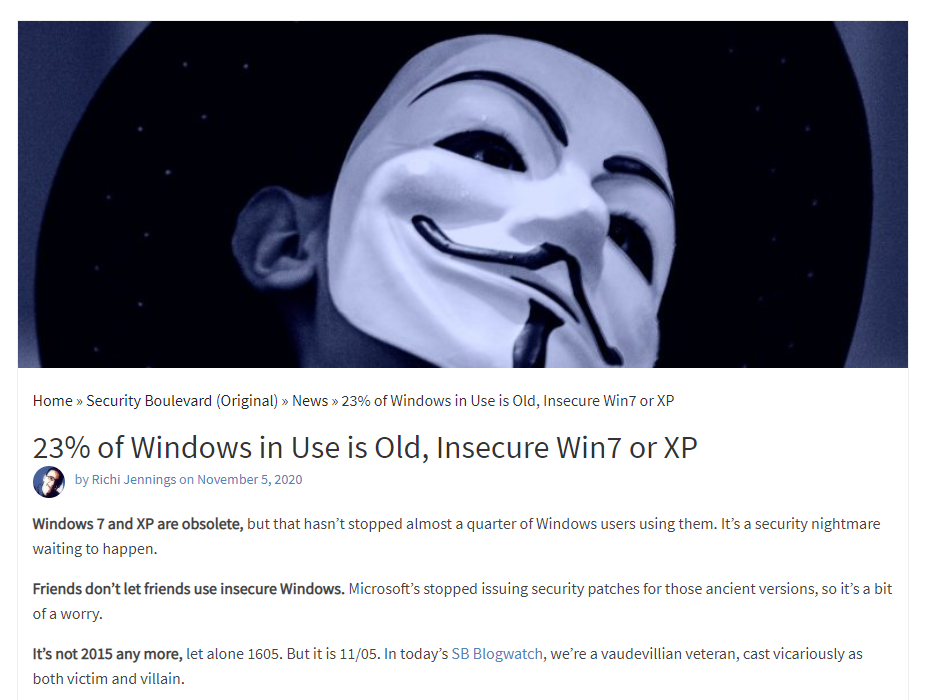 Home » Security Boulevard (Original) » News » 23% of Windows in Use is Old, Insecure Win7 or XP
23% of Windows in Use is Old, Insecure Win7 or XP
by Richi Jennings on November 5, 2020
Windows 7 and XP are obsolete, but that hasn’t stopped almost a quarter of Windows users using them. It’s a security nightmare
waiting to happen.
Friends don’t let friends use insecure Windows. Microsoft’s stopped issuing security patches for those ancient versions, so it’s a bit
of a worry.
It’s not 2015 any more, let alone 1605. But it is 11/05. In today’s SB Blogwatch, we’re a vaudevillian veteran, cast vicariously as
both victim and villain.